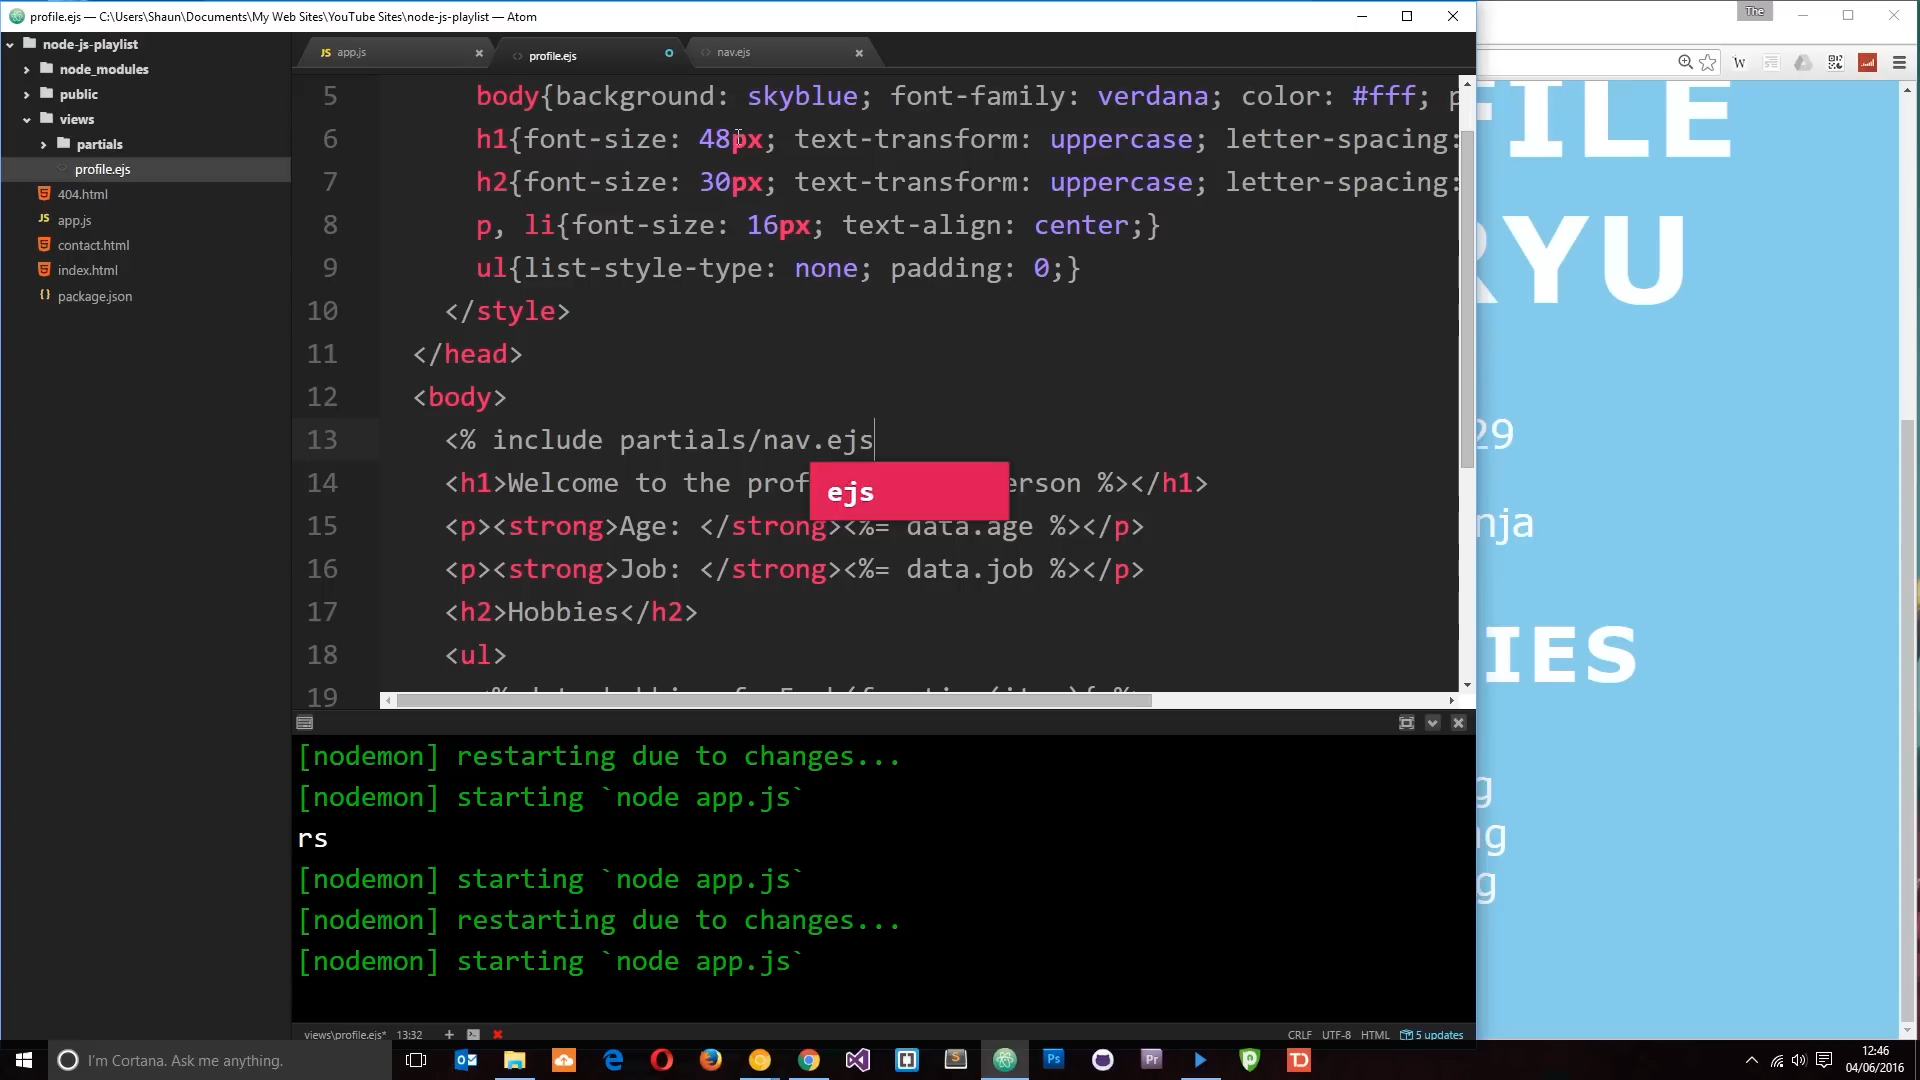 profile.ejs — C:\Users\Shaun\Documents\My Web Sites\YouTube Sites\node-js-playlist — Atom
The
node-js-playlist
node_modules
public
views
partials
profile.ejs
404.html
JS app.js
contact.html
index.html
package.json
JS app.js
profile.ejs
nav.ejs
5 body{background: skyblue; font-family: verdana; color: #fff; p
6 h1{font-size: 48px; text-transform: uppercase; letter-spacing:
7 h2{font-size: 30px; text-transform: uppercase; letter-spacing:
8 p, li{font-size: 16px; text-align: center;}
9 ul{list-style-type: none; padding: 0;}
10 </style>
11 </head>
12 <body>
13 <% include partials/nav.ejs
ejs
14 <h1>Welcome to the prof erson %></h1>
15 <p><strong>Age: </strong><%= data.age %></p>
16 <p><strong>Job: </strong><%= data.job %></p>
17 <h2>Hobbies</h2>
18 <ul>
19
[nodemon] restarting due to changes...
[nodemon] starting `node app.js`
rs
[nodemon] starting `node app.js`
[nodemon] restarting due to changes...
[nodemon] starting `node app.js`
views\profile.ejs* 13:32
CRLF UTF-8 HTML 5 updates
W
FILE
RYU
29
nja
IES
g
ng
g
I'm Cortana. Ask me anything.
Ps
Pr
12:46
04/06/2016